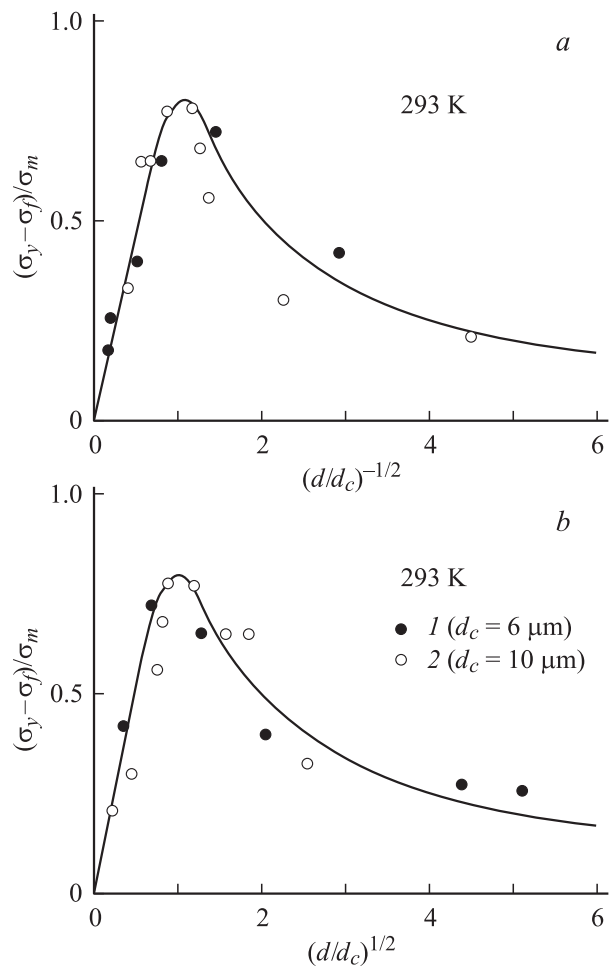 1.0
a
293 K
(σy – σf)/σm
0.5
0
0 2 4 6
(d/dc)–1/2
1.0
b
293 K
1 (dc = 6 μm)
2 (dc = 10 μm)
(σy – σf)/σm
0.5
0
0 2 4 6
(d/dc)1/2